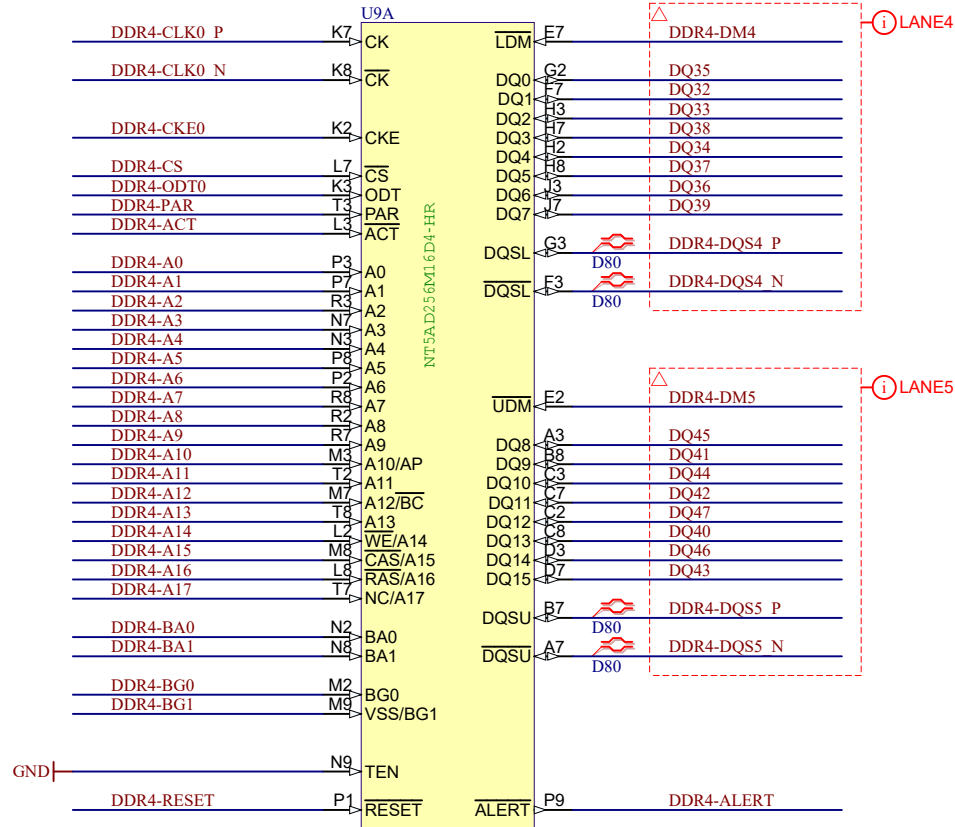 U9A
DDR4-CLK0_P K7 CK LDM E7 DDR4-DM4 i LANE4
DDR4-CLK0_N K8 CK DQ0 G2 DQ35
DQ1 F7 DQ32
DQ2 H3 DQ33
DDR4-CKE0 K2 CKE DQ3 H7 DQ38
DQ4 H2 DQ34
DDR4-CS L7 CS DQ5 H8 DQ37
DDR4-ODT0 K3 ODT DQ6 J3 DQ36
DDR4-PAR T3 PAR DQ7 J7 DQ39
DDR4-ACT L3 ACT
NT5AD256M16D4-HR
DQSL G3 D80 DDR4-DQS4_P
DDR4-A0 P3 A0
DDR4-A1 P7 A1 DQSL F3 D80 DDR4-DQS4_N
DDR4-A2 R3 A2
DDR4-A3 N7 A3
DDR4-A4 N3 A4
DDR4-A5 P8 A5
DDR4-A6 P2 A6 i LANE5
DDR4-A7 R8 A7 UDM E2 DDR4-DM5
DDR4-A8 R2 A8
DDR4-A9 R7 A9 DQ8 A3 DQ45
DDR4-A10 M3 A10/AP DQ9 B8 DQ41
DDR4-A11 T2 A11 DQ10 C3 DQ44
DDR4-A12 M7 A12/BC DQ11 C7 DQ42
DDR4-A13 T8 A13 DQ12 C2 DQ47
DDR4-A14 L2 WE/A14 DQ13 C8 DQ40
DDR4-A15 M8 CAS/A15 DQ14 D3 DQ46
DDR4-A16 L8 RAS/A16 DQ15 D7 DQ43
DDR4-A17 T7 NC/A17
DQSU B7 D80 DDR4-DQS5_P
DDR4-BA0 N2 BA0
DDR4-BA1 N8 BA1 DQSU A7 D80 DDR4-DQS5_N
DDR4-BG0 M2 BG0
DDR4-BG1 M9 VSS/BG1
GND N9 TEN
DDR4-RESET P1 RESET ALERT P9 DDR4-ALERT